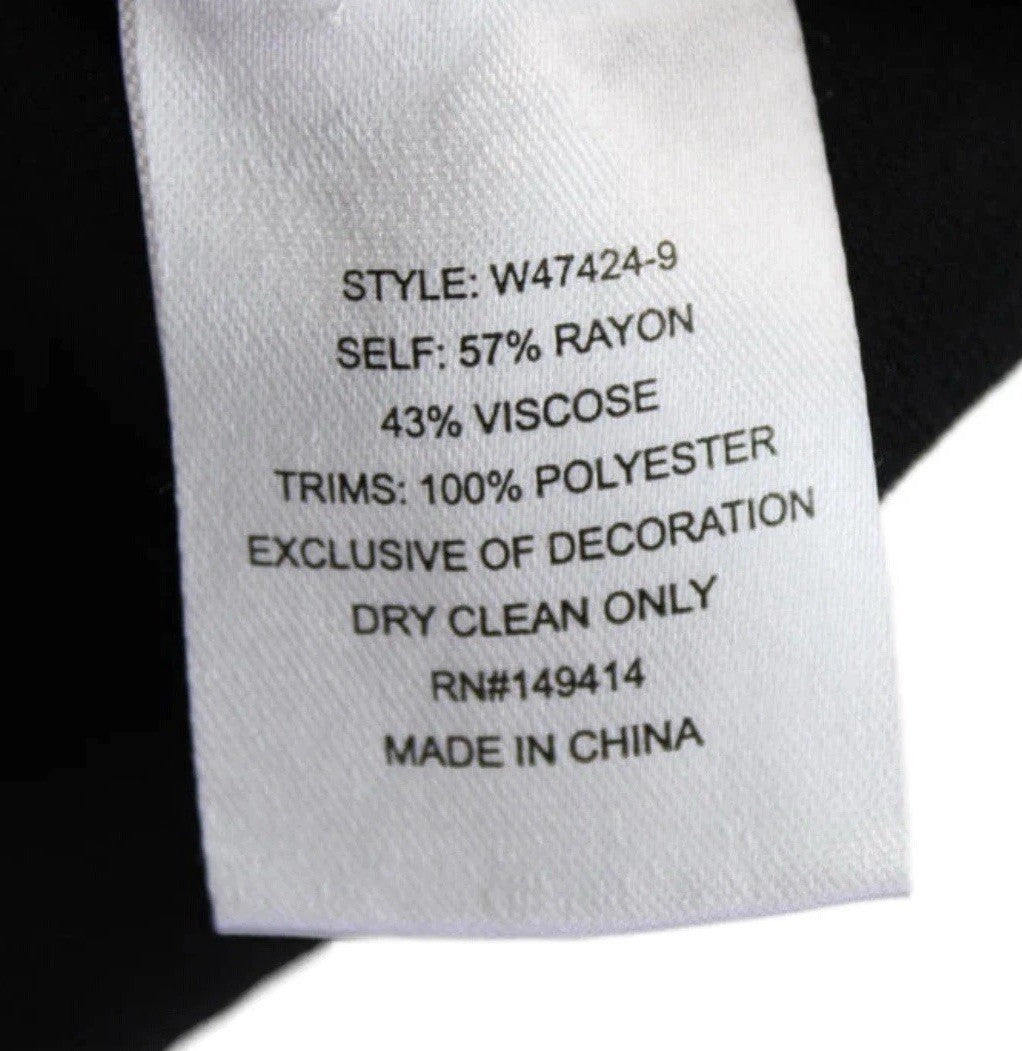 STYLE: W47424-9
SELF: 57% RAYON
43% VISCOSE
TRIMS: 100% POLYESTER
EXCLUSIVE OF DECORATION
DRY CLEAN ONLY
RN#149414
MADE IN CHINA